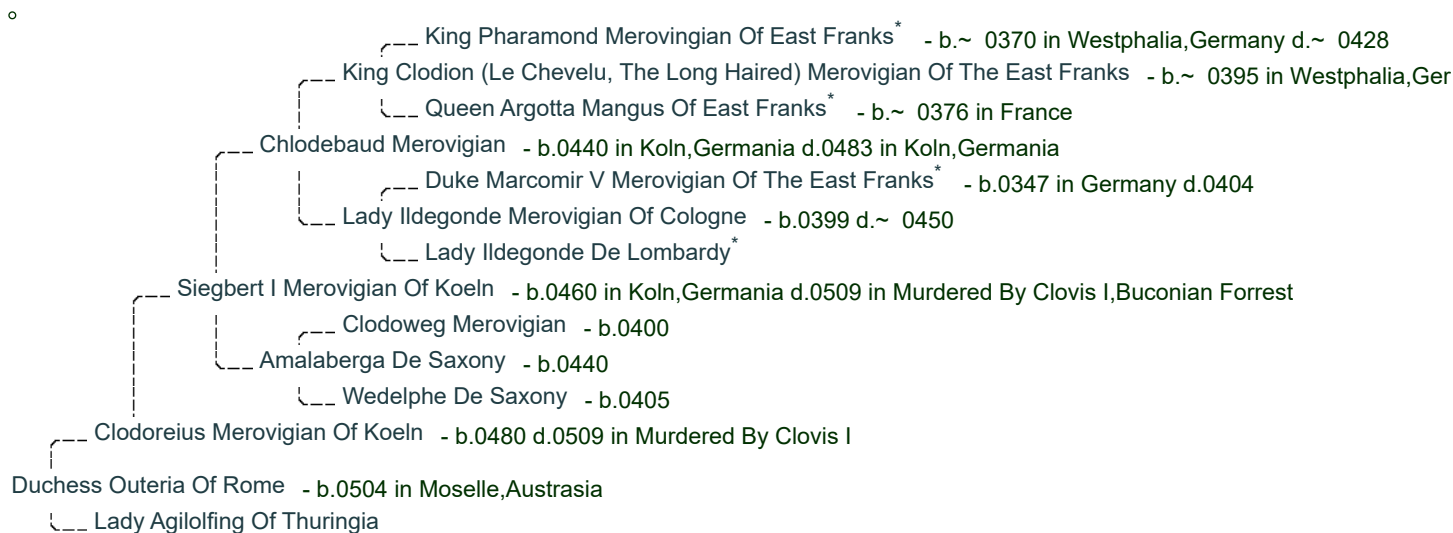 King Pharamond Merovingian Of East Franks* - b.~ 0370 in Westphalia,Germany d.~ 0428
King Clodion (Le Chevelu, The Long Haired) Merovigian Of The East Franks - b.~ 0395 in Westphalia,Ger
Queen Argotta Mangus Of East Franks* - b.~ 0376 in France
Chlodebaud Merovigian - b.0440 in Koln,Germania d.0483 in Koln,Germania
Duke Marcomir V Merovigian Of The East Franks* - b.0347 in Germany d.0404
Lady Ildegonde Merovigian Of Cologne - b.0399 d.~ 0450
Lady Ildegonde De Lombardy*
Siegbert I Merovigian Of Koeln - b.0460 in Koln,Germania d.0509 in Murdered By Clovis I,Buconian Forrest
Clodoweg Merovigian - b.0400
Amalaberga De Saxony - b.0440
Wedelphe De Saxony - b.0405
Clodoreius Merovigian Of Koeln - b.0480 d.0509 in Murdered By Clovis I
Duchess Outeria Of Rome - b.0504 in Moselle,Austrasia
Lady Agilolfing Of Thuringia